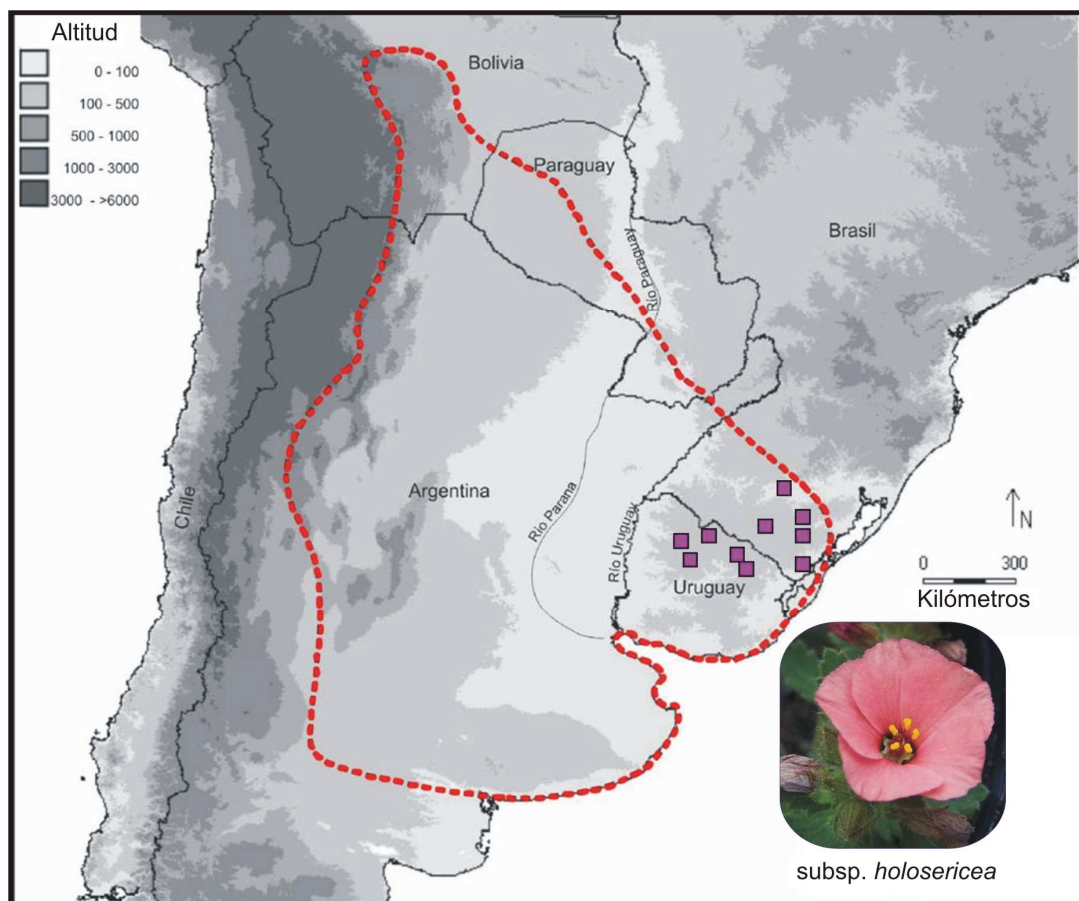 Altitud
0 - 100
100 - 500
500 - 1000
1000 - 3000
3000 - >6000
Bolivia
Paraguay
Brasil
Río Paraguay
Chile
Argentina
Río Parana
Río Uruguay
Uruguay
N
0 300
Kilómetros
subsp. holosericea